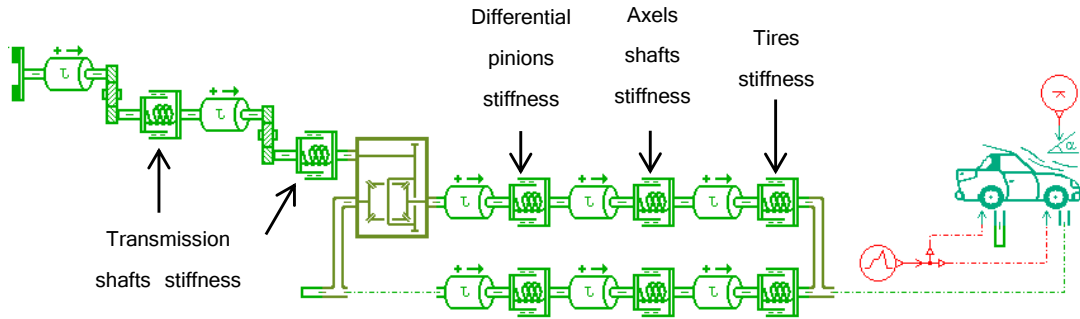 Differential
pinions
stiffness
Axels
shafts
stiffness
Tires
stiffness
Transmission
shafts stiffness
K
α